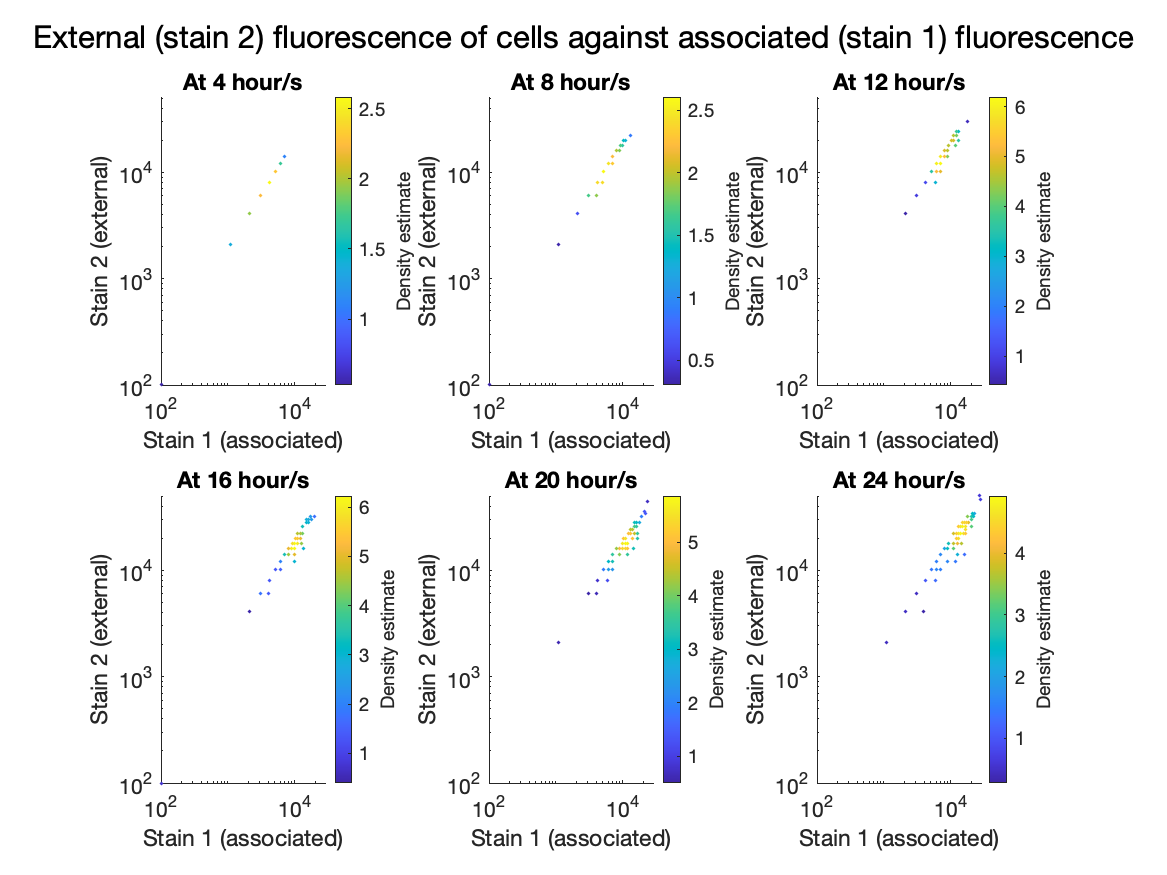 External (stain 2) fluorescence of cells against associated (stain 1) fluorescence
At 4 hour/s
Stain 2 (external)
10^4
10^3
10^2
10^2
10^4
Stain 1 (associated)
2.5
2
1.5
1
Density estimate
At 8 hour/s
Stain 2 (external)
10^4
10^3
10^2
10^2
10^4
Stain 1 (associated)
2.5
2
1.5
1
0.5
Density estimate
At 12 hour/s
Stain 2 (external)
10^4
10^3
10^2
10^2
10^4
Stain 1 (associated)
6
5
4
3
2
1
Density estimate
At 16 hour/s
Stain 2 (external)
10^4
10^3
10^2
10^2
10^4
Stain 1 (associated)
6
5
4
3
2
1
Density estimate
At 20 hour/s
Stain 2 (external)
10^4
10^3
10^2
10^2
10^4
Stain 1 (associated)
5
4
3
2
1
Density estimate
At 24 hour/s
Stain 2 (external)
10^4
10^3
10^2
10^2
10^4
Stain 1 (associated)
4
3
2
1
Density estimate